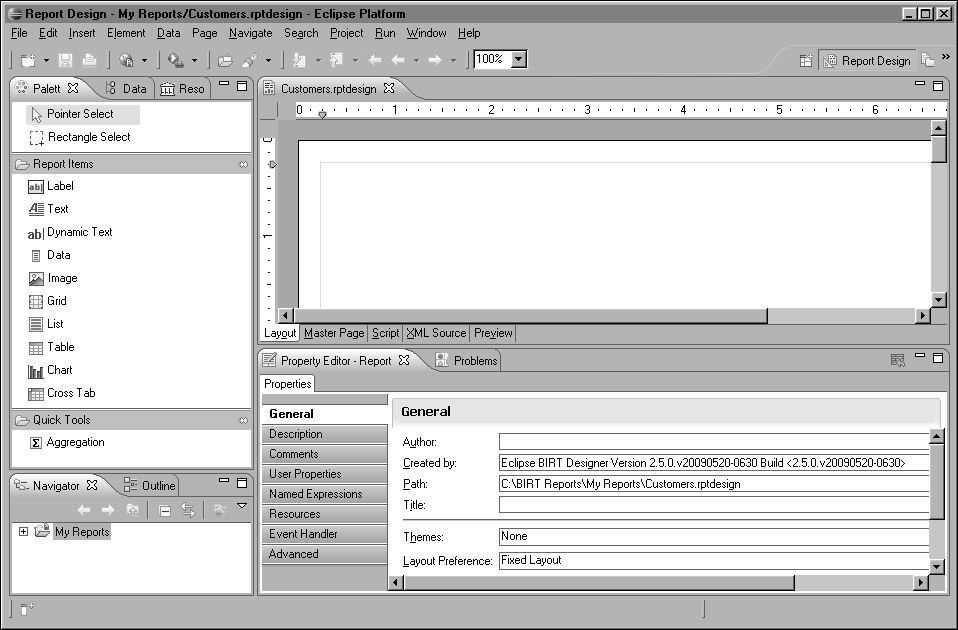 Report Design - My Reports/Customers.rptdesign - Eclipse Platform
File Edit Insert Element Data Page Navigate Search Project Run Window Help
100% Report Design »
Palett Data Reso
Pointer Select
Rectangle Select
Report Items
ab| Label
Text
ab| Dynamic Text
Data
Image
Grid
List
Table
Chart
Cross Tab
Quick Tools
Σ Aggregation
Navigator Outline
My Reports
Customers.rptdesign
0 1 2 3 4 5 6
0
1
Layout Master Page Script XML Source Preview
Property Editor - Report Problems
Properties
General
Description
Comments
User Properties
Named Expressions
Resources
Event Handler
Advanced
General
Author:
Created by: Eclipse BIRT Designer Version 2.5.0.v20090520-0630 Build <2.5.0.v20090520-0630>
Path: C:\BIRT Reports\My Reports\Customers.rptdesign
Title:
Themes: None
Layout Preference: Fixed Layout